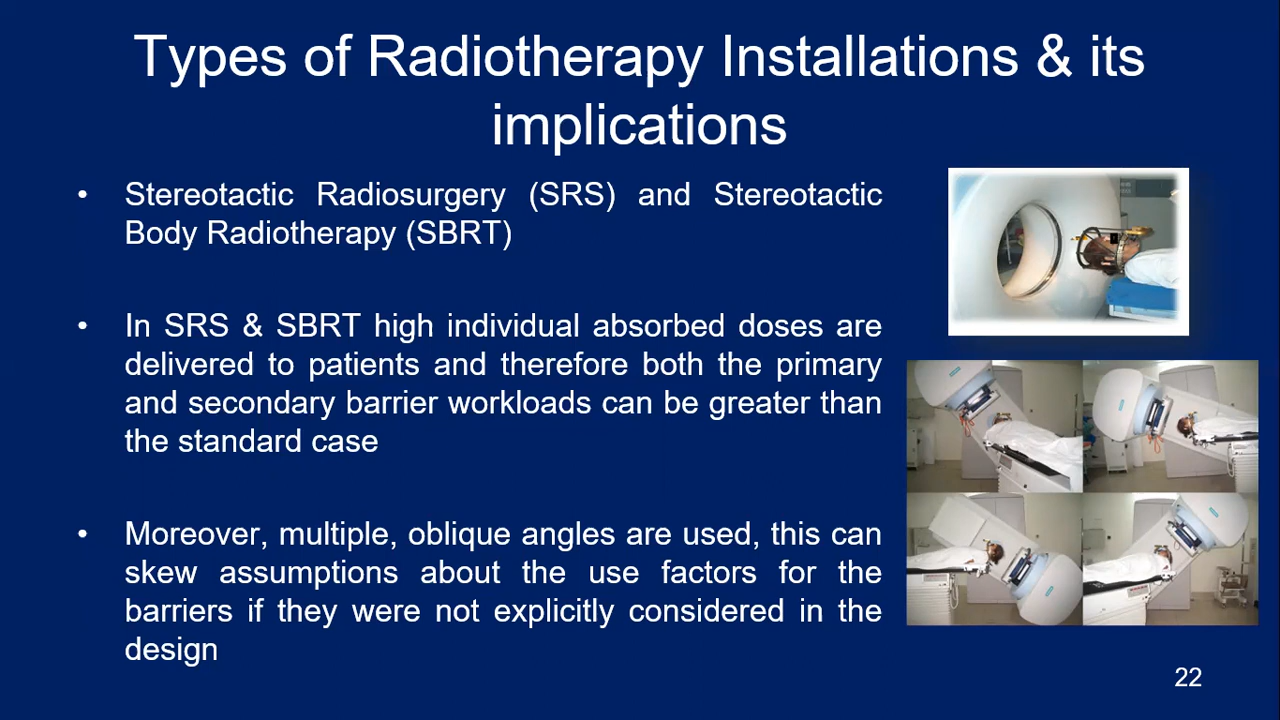 Types of Radiotherapy Installations & its
implications
• Stereotactic Radiosurgery (SRS) and Stereotactic
Body Radiotherapy (SBRT)
• In SRS & SBRT high individual absorbed doses are
delivered to patients and therefore both the primary
and secondary barrier workloads can be greater than
the standard case
• Moreover, multiple, oblique angles are used, this can
skew assumptions about the use factors for the
barriers if they were not explicitly considered in the
design
22